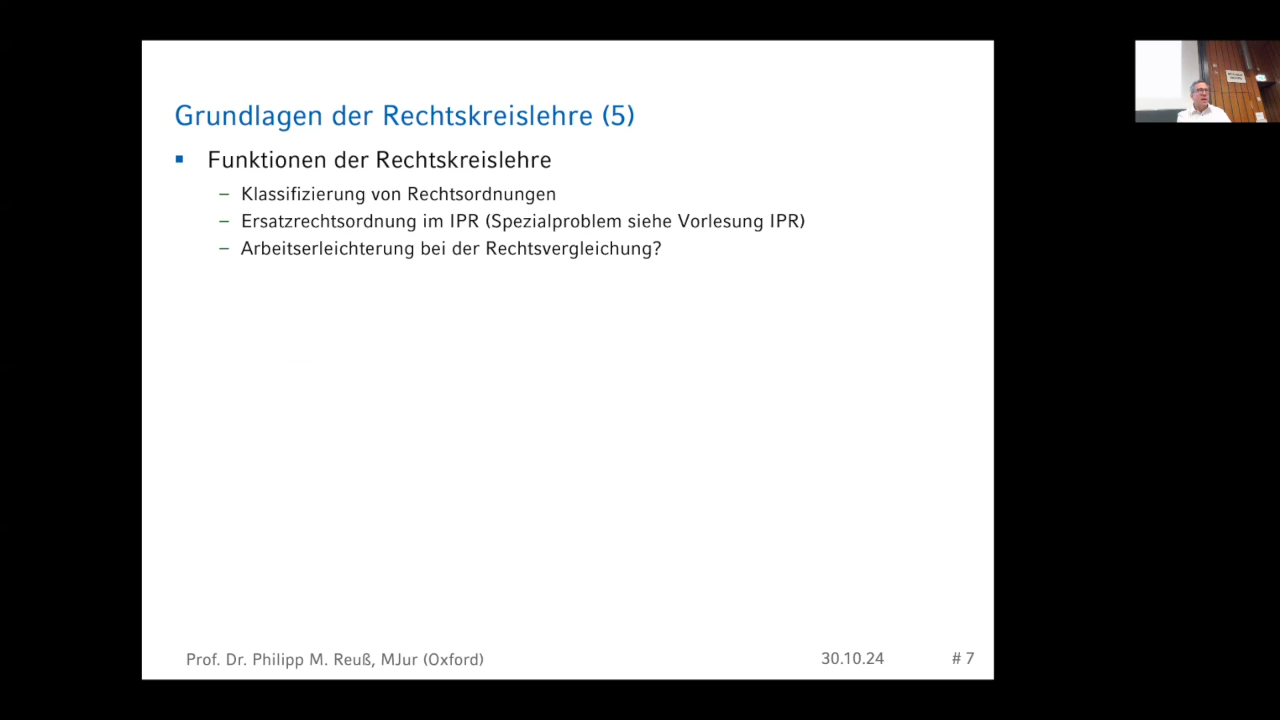 Grundlagen der Rechtskreislehre (5)
▪ Funktionen der Rechtskreislehre
– Klassifizierung von Rechtsordnungen
– Ersatzrechtsordnung im IPR (Spezialproblem siehe Vorlesung IPR)
– Arbeitserleichterung bei der Rechtsvergleichung?
Prof. Dr. Philipp M. Reuß, MJur (Oxford) 30.10.24 # 7